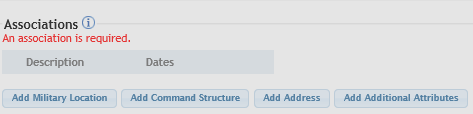 Associations
An association is required.
Description Dates
Add Military Location Add Command Structure Add Address Add Additional Attributes